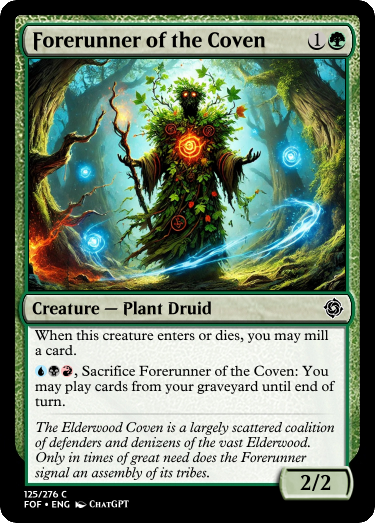 Forerunner of the Coven 1
Creature — Plant Druid
When this creature enters or dies, you may mill
a card.
, Sacrifice Forerunner of the Coven: You
may play cards from your graveyard until end of
turn.
The Elderwood Coven is a largely scattered coalition
of defenders and denizens of the vast Elderwood.
Only in times of great need does the Forerunner
signal an assembly of its tribes.
2/2
125/276 C
FOF • ENG ChatGPT